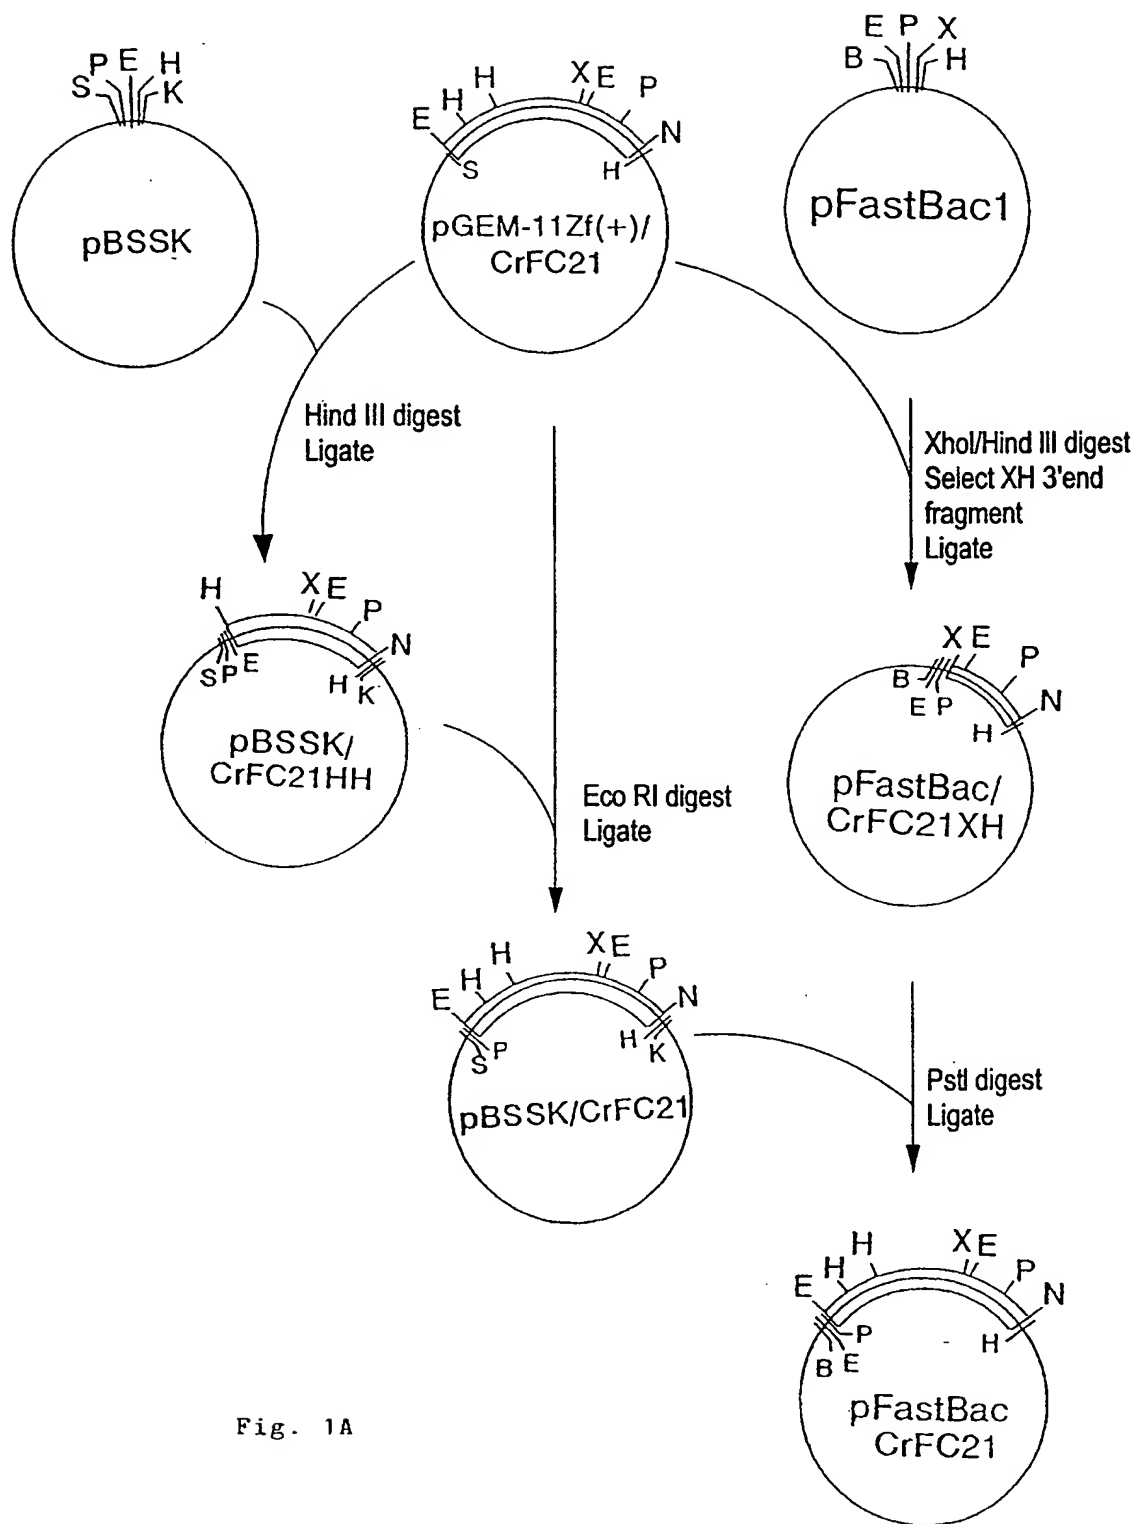 P E H
S K
pBSSK
H H X E P
E N
S H
pGEM-11Zf(+)/
CrFC21
E P X
B H
pFastBac1
Hind III digest
Ligate
XhoI/Hind III digest
Select XH 3'end
fragment
Ligate
H X E P
N
S P E H K
pBSSK/
CrFC21HH
Eco RI digest
Ligate
X E P
B N
E P H
pFastBac/
CrFC21XH
H H X E P
E N
S P H K
pBSSK/CrFC21
PstI digest
Ligate
H H X E P
E N
P H
B E
pFastBac
CrFC21
Fig. 1A